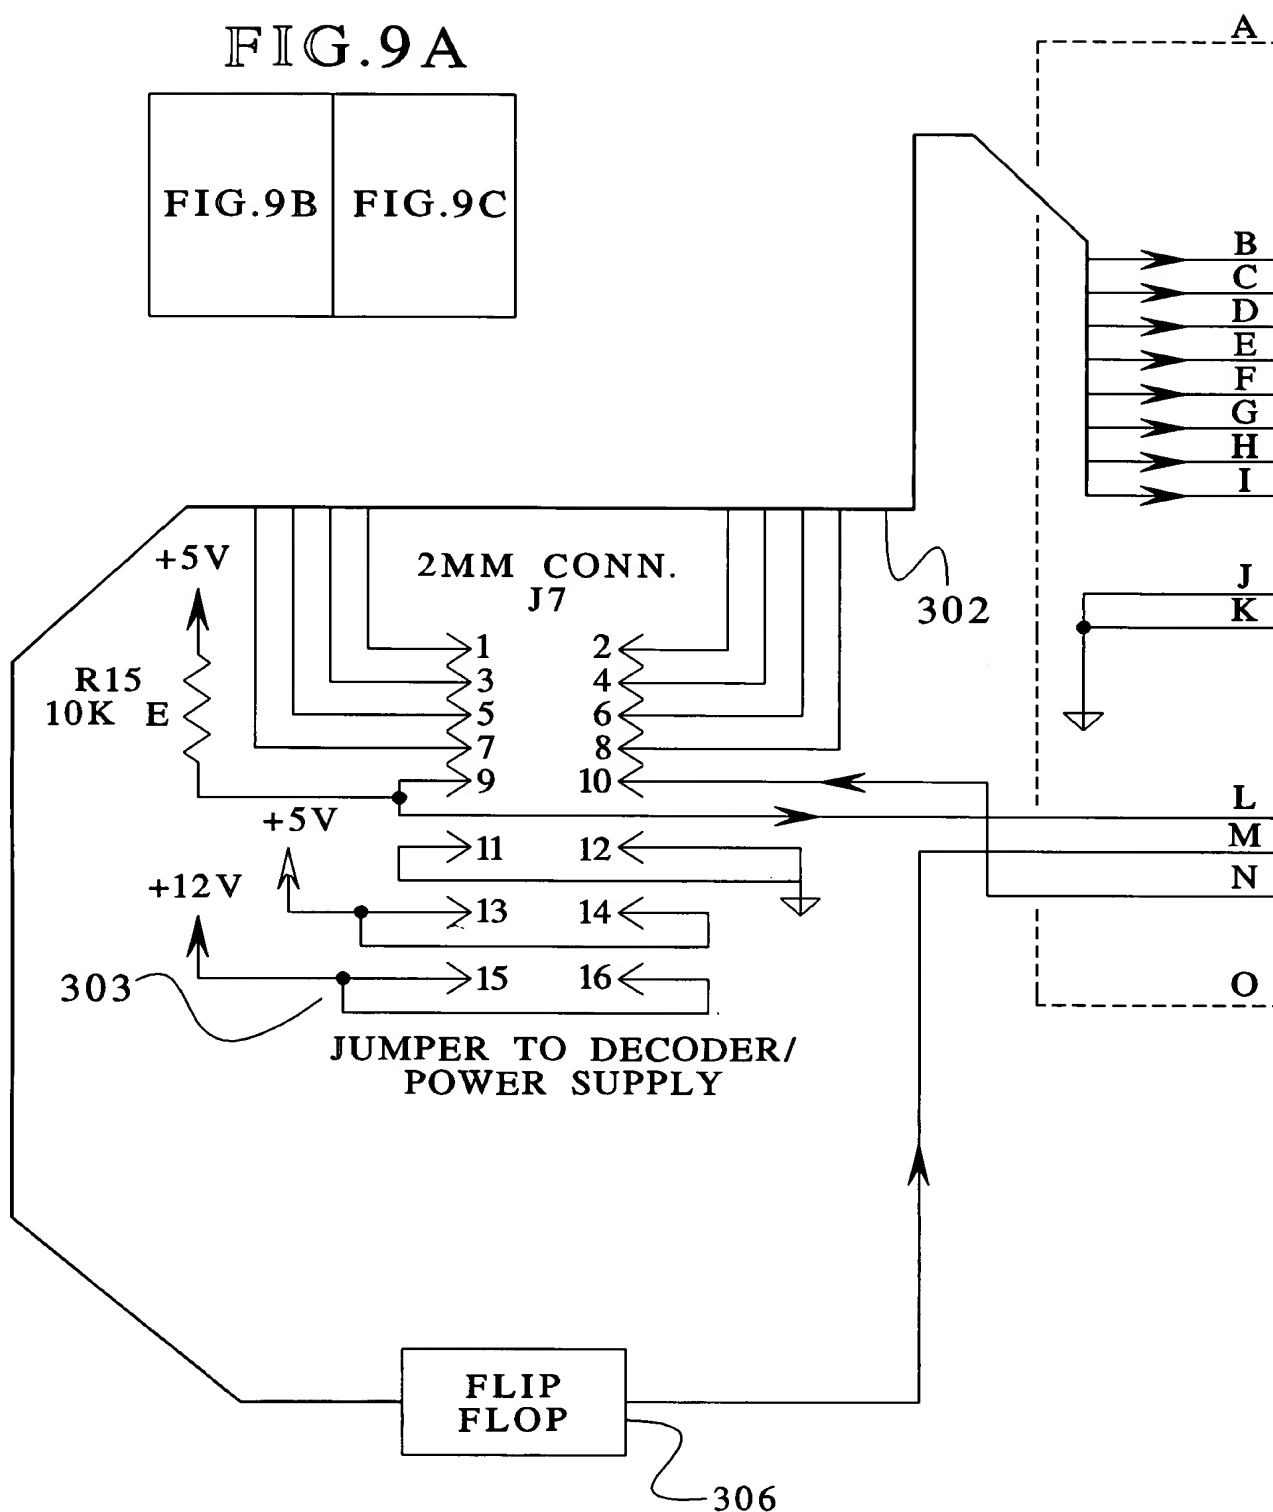 FIG.9A
A
FIG.9B FIG.9C
B
C
D
E
F
G
H
I
+5V
2MM CONN.
J7
302
J
K
R15
10K E
1 2
3 4
5 6
7 8
9 10
+5V
L
11 12
M
+12V
N
13 14
303
15 16
O
JUMPER TO DECODER/
POWER SUPPLY
FLIP
FLOP
306